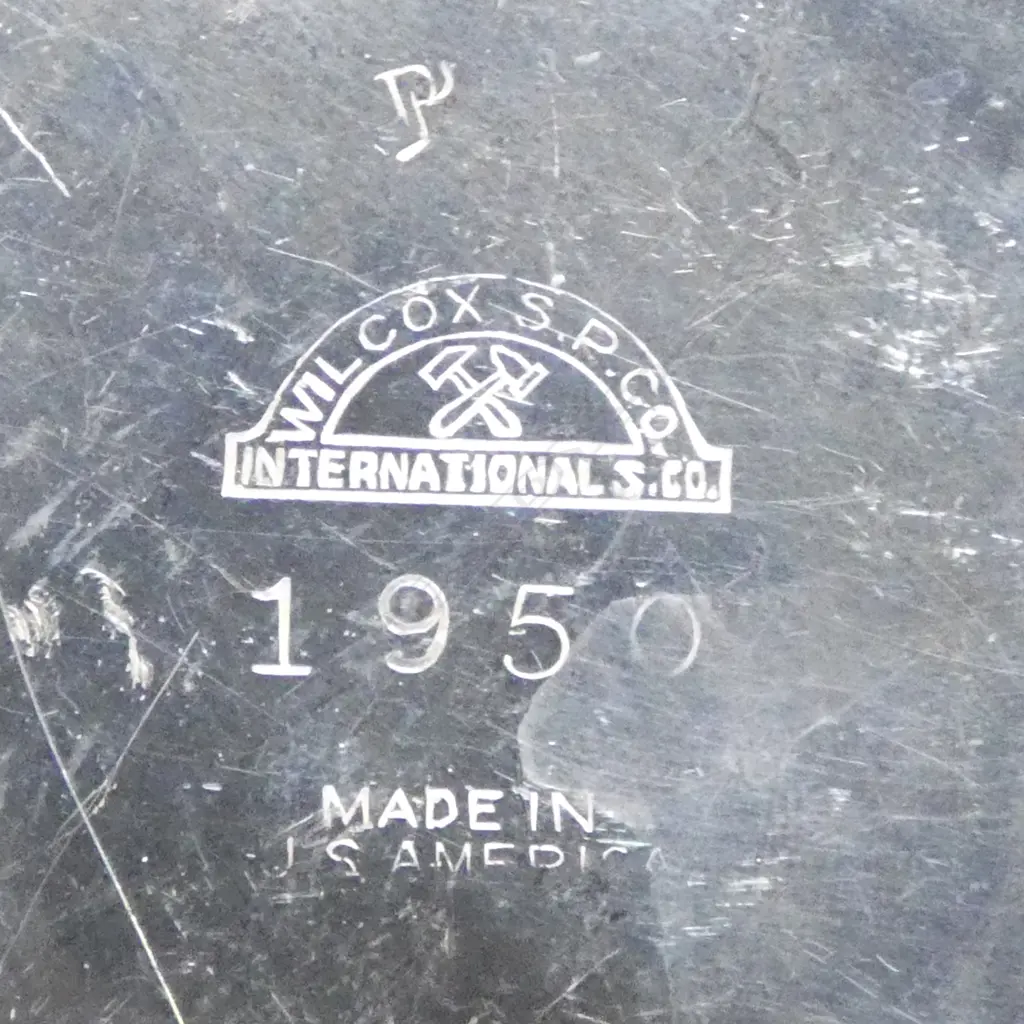 WILCOX S.P. CO.
INTERNATIONAL S. CO.
1950
MADE IN
U S AMERICA